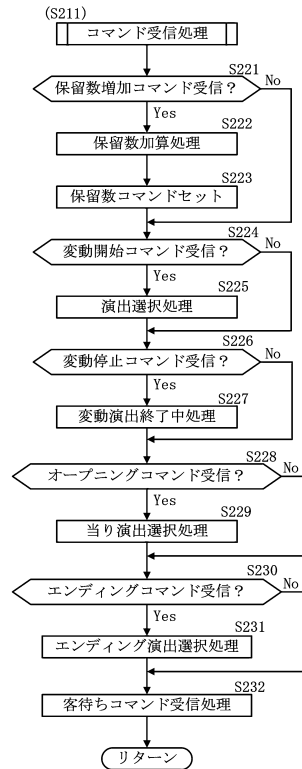 (S211)
コマンド受信処理
S221
保留数増加コマンド受信？
No
Yes
S222
保留数加算処理
S223
保留数コマンドセット
S224
変動開始コマンド受信？
No
Yes
S225
演出選択処理
S226
変動停止コマンド受信？
No
Yes
S227
変動演出終了中処理
S228
オープニングコマンド受信？
No
Yes
S229
当り演出選択処理
S230
エンディングコマンド受信？
No
Yes
S231
エンディング演出選択処理
S232
客待ちコマンド受信処理
リターン